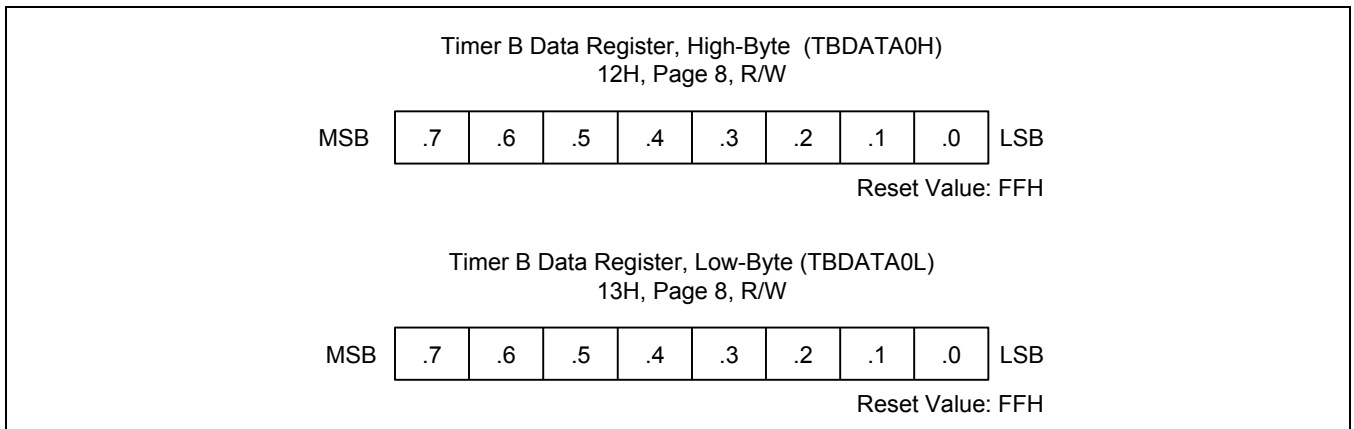 Timer B Data Register, High-Byte (TBDATA0H)
12H, Page 8, R/W
MSB .7 .6 .5 .4 .3 .2 .1 .0 LSB
Reset Value: FFH
Timer B Data Register, Low-Byte (TBDATA0L)
13H, Page 8, R/W
MSB .7 .6 .5 .4 .3 .2 .1 .0 LSB
Reset Value: FFH